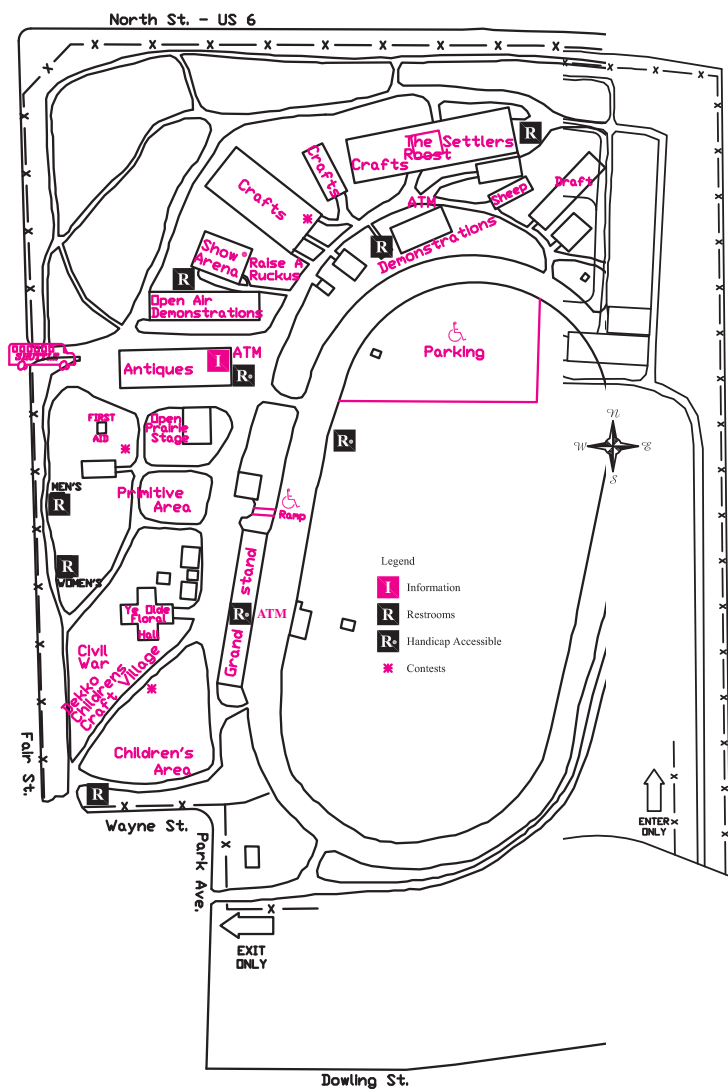 North St. - US 6
The Settlers
Roost
R
Crafts
Crafts
Crafts
Draft
Sheep
ATM
R
Demonstrations
Show
Arena
Raise A
Ruckus
R
Open Air
Demonstrations
Parking
SHUTTLE
Antiques
I
ATM
R
FIRST
AID
Open
Prairie
Stage
N
W
E
S
R
MEN'S
R
Primitive
Area
Ramp
R
WOMEN'S
Grand stand
R
ATM
Legend
I Information
R Restrooms
R Handicap Accessible
Contests
Ye Olde
Floral
Hall
Civil
War
Bekko
Childrens
Craft Village
Children's
Area
Fair St.
R
Wayne St.
Park Ave.
ENTER
ONLY
EXIT
ONLY
Dowling St.